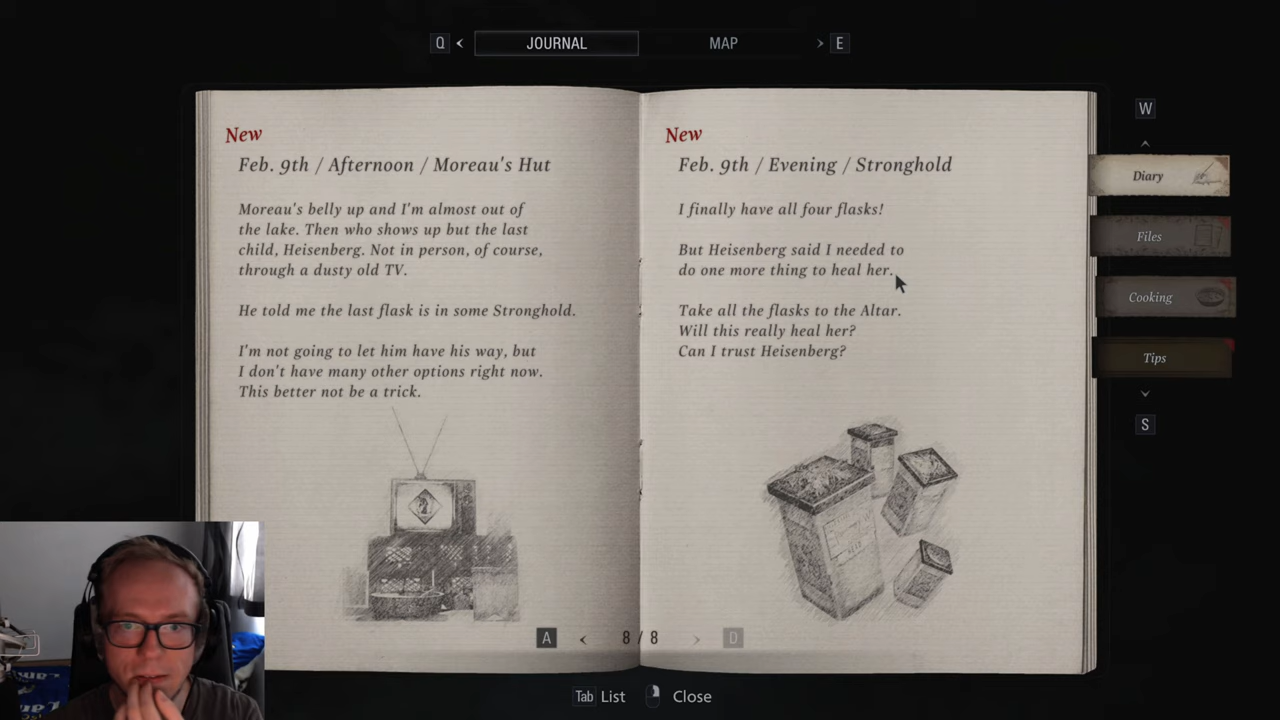 Q < JOURNAL MAP > E
New
Feb. 9th / Afternoon / Moreau's Hut
Moreau's belly up and I'm almost out of
the lake. Then who shows up but the last
child, Heisenberg. Not in person, of course,
through a dusty old TV.
He told me the last flask is in some Stronghold.
I'm not going to let him have his way, but
I don't have many other options right now.
This better not be a trick.
New
Feb. 9th / Evening / Stronghold
I finally have all four flasks!
But Heisenberg said I needed to
do one more thing to heal her.
Take all the flasks to the Altar.
Will this really heal her?
Can I trust Heisenberg?
W
Diary
Files
Cooking
Tips
S
A < 8 / 8 > D
Tab List Close